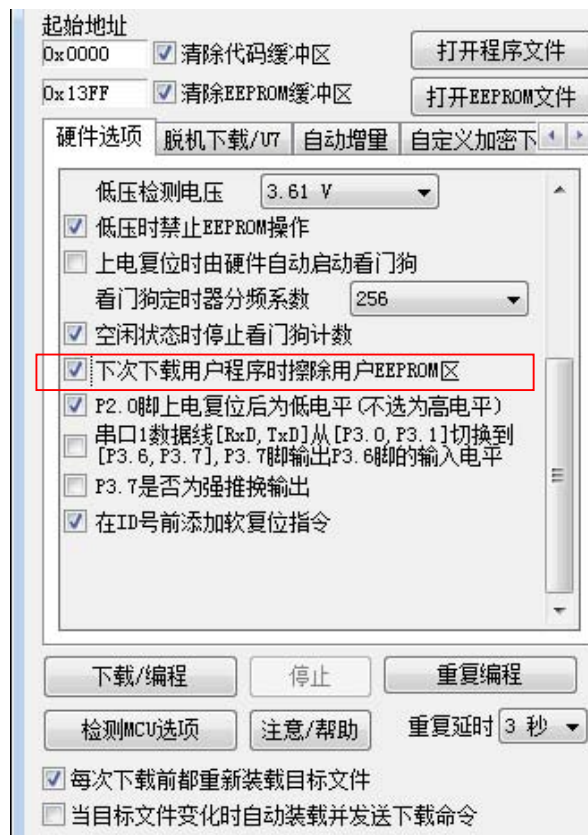 起始地址
0x0000 清除代码缓冲区 打开程序文件
0x13FF 清除EEPROM缓冲区 打开EEPROM文件
硬件选项 脱机下载/U7 自动增量 自定义加密下
低压检测电压 3.61 V
低压时禁止EEPROM操作
上电复位时由硬件自动启动看门狗
看门狗定时器分频系数 256
空闲状态时停止看门狗计数
下次下载用户程序时擦除用户EEPROM区
P2.0脚上电复位后为低电平(不选为高电平)
串口1数据线[RxD,TxD]从[P3.0,P3.1]切换到
[P3.6,P3.7],P3.7脚输出P3.6脚的输入电平
P3.7是否为强推挽输出
在ID号前添加软复位指令
下载/编程 停止 重复编程
检测MCU选项 注意/帮助 重复延时 3 秒
每次下载前都重新装载目标文件
当目标文件变化时自动装载并发送下载命令